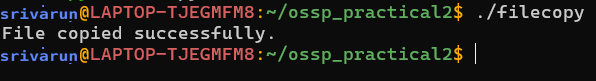 srivarun@LAPTOP-TJEGMFM8:~/ossp_practical2$ ./filecopy
File copied successfully.
srivarun@LAPTOP-TJEGMFM8:~/ossp_practical2$